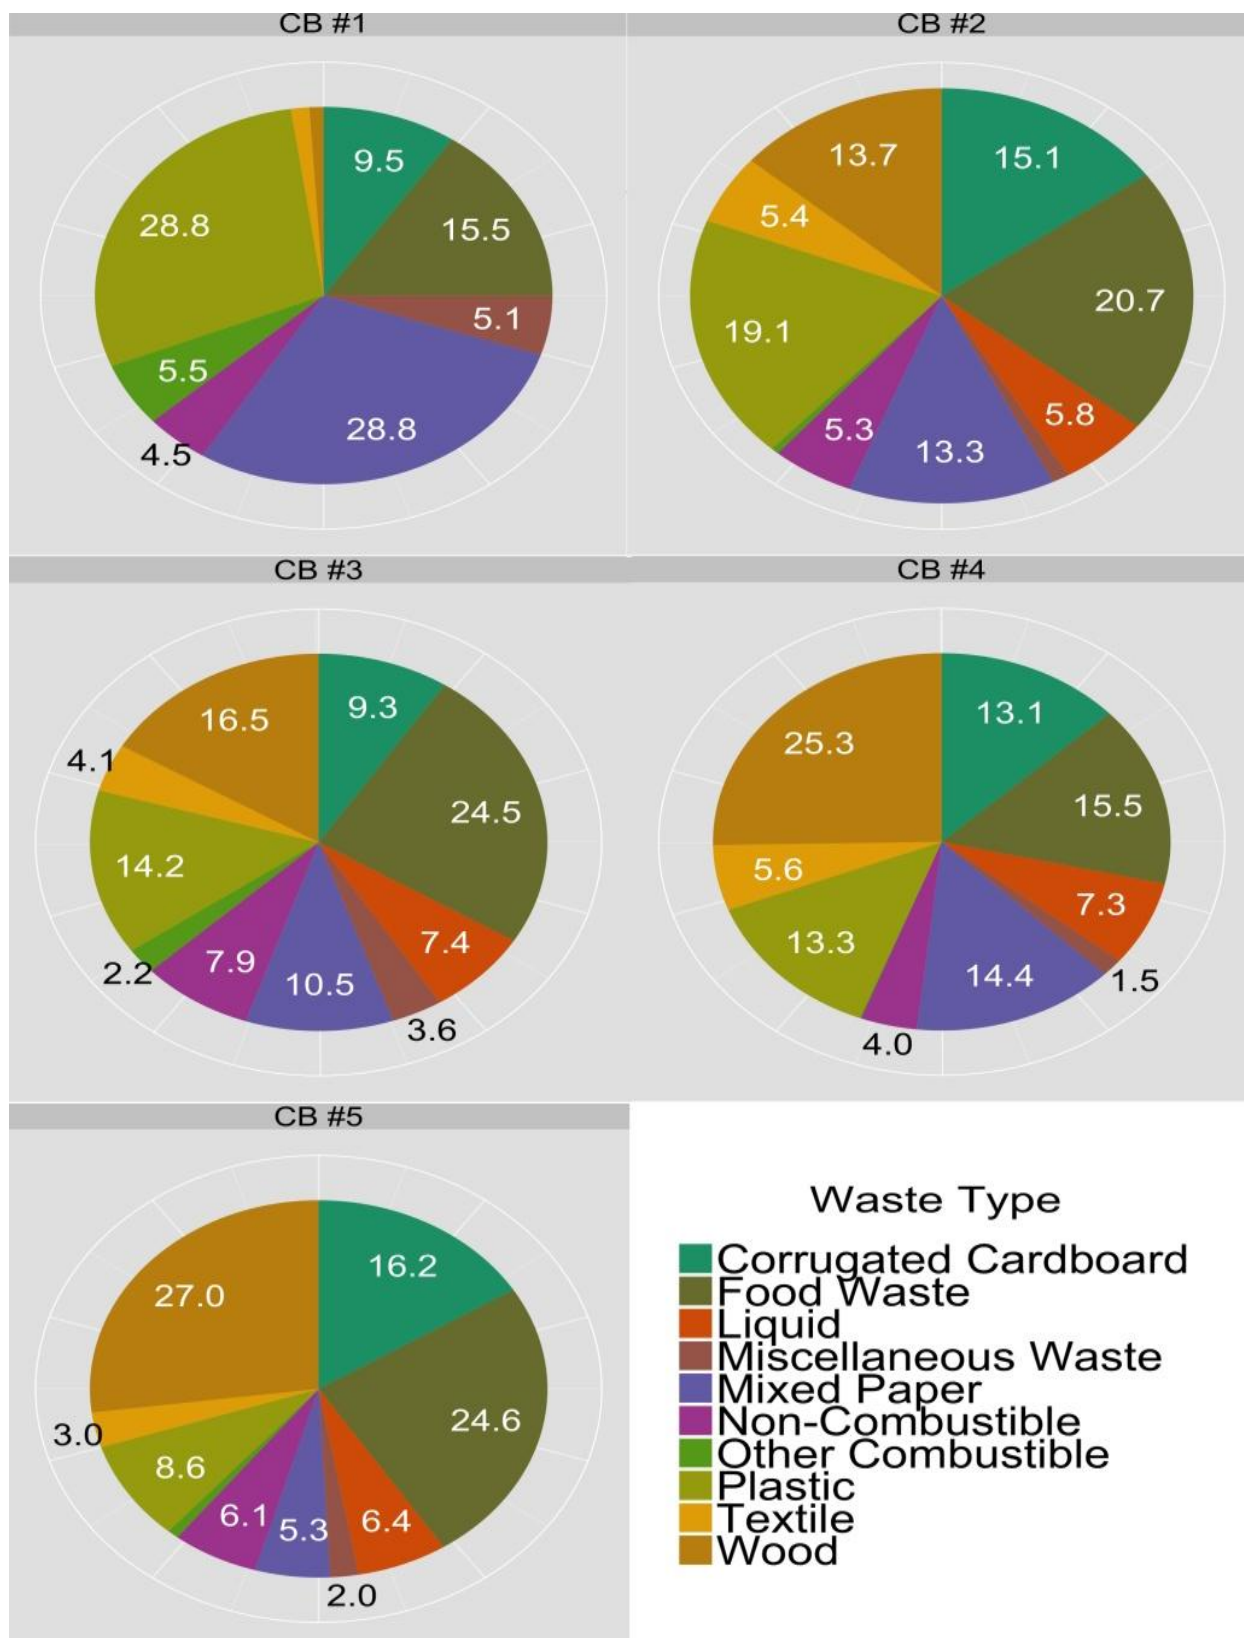 CB #1
9.5
15.5
5.1
28.8
4.5
5.5
28.8
CB #2
15.1
20.7
5.8
13.3
5.3
19.1
5.4
13.7
CB #3
9.3
24.5
7.4
3.6
10.5
7.9
2.2
14.2
4.1
16.5
CB #4
13.1
15.5
7.3
1.5
14.4
4.0
13.3
5.6
25.3
CB #5
16.2
24.6
6.4
2.0
5.3
6.1
8.6
3.0
27.0
Waste Type
Corrugated Cardboard
Food Waste
Liquid
Miscellaneous Waste
Mixed Paper
Non-Combustible
Other Combustible
Plastic
Textile
Wood